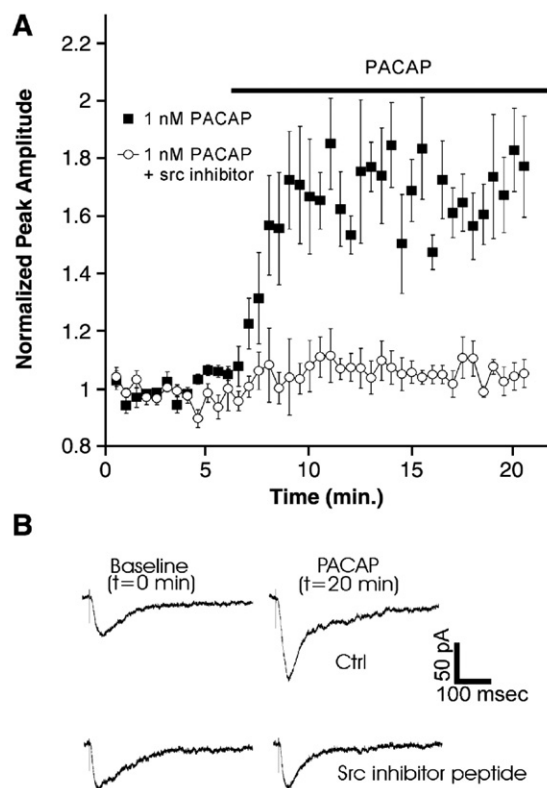 A
2.2
2
1.8
1.6
1.4
1.2
1
0.8
Normalized Peak Amplitude
PACAP
1 nM PACAP
1 nM PACAP
+ src inhibitor
0
5
10
15
20
Time (min.)
B
Baseline
(t=0 min)
PACAP
(t=20 min)
Ctrl
50 pA
100 msec
Src inhibitor peptide